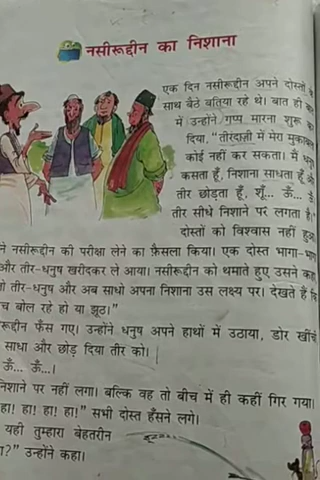 नसीरूद्दीन का निशाना
एक दिन नसीरूद्दीन अपने दोस्तों के
साथ बैठे बतिया रहे थे। बात ही बात
में उन्होंने गप्प मारना शुरू कर
दिया, "तीरंदाज़ी में मेरा मुकाबला
कोई नहीं कर सकता। मैं धनुष
कसता हूँ, निशाना साधता हूँ और
तीर छोड़ता हूँ, शूँ... ऊँ...
तीर सीधे निशाने पर लगता है।"
दोस्तों को विश्वास नहीं हुआ
ने नसीरूद्दीन की परीक्षा लेने का फ़ैसला किया। एक दोस्त भागा-भागा
और तीर-धनुष खरीदकर ले आया। नसीरूद्दीन को थमाते हुए उसने कहा
तीर-धनुष और अब साधो अपना निशाना उस लक्ष्य पर। देखते हैं कि
च बोल रहे हो या झूठ।"
रूद्दीन फँस गए। उन्होंने धनुष अपने हाथों में उठाया, डोर खींची
साधा और छोड़ दिया तीर को।
ऊँ... ऊँ...।
निशाने पर नहीं लगा। बल्कि वह तो बीच में ही कहीं गिर गया।
हा! हा! हा! हा!" सभी दोस्त हँसने लगे।
यही तुम्हारा बेहतरीन
?" उन्होंने कहा।